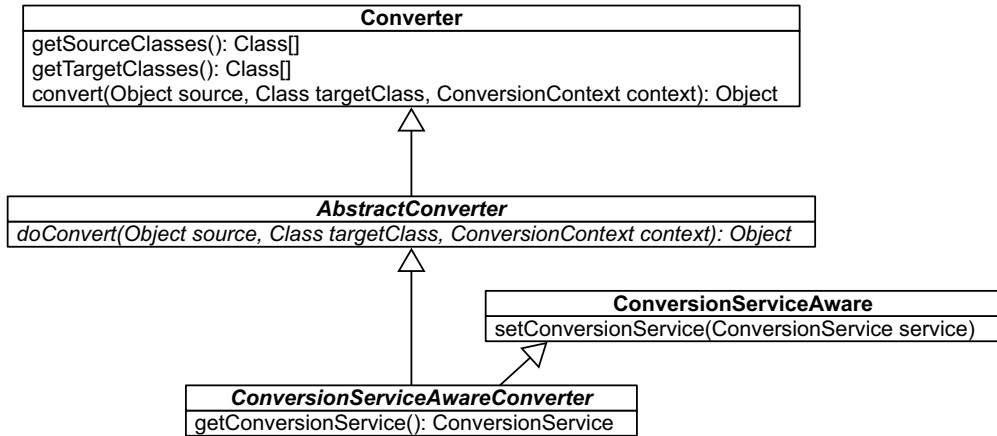 Converter
getSourceClasses(): Class[]
getTargetClasses(): Class[]
convert(Object source, Class targetClass, ConversionContext context): Object
AbstractConverter
doConvert(Object source, Class targetClass, ConversionContext context): Object
ConversionServiceAware
setConversionService(ConversionService service)
ConversionServiceAwareConverter
getConversionService(): ConversionService